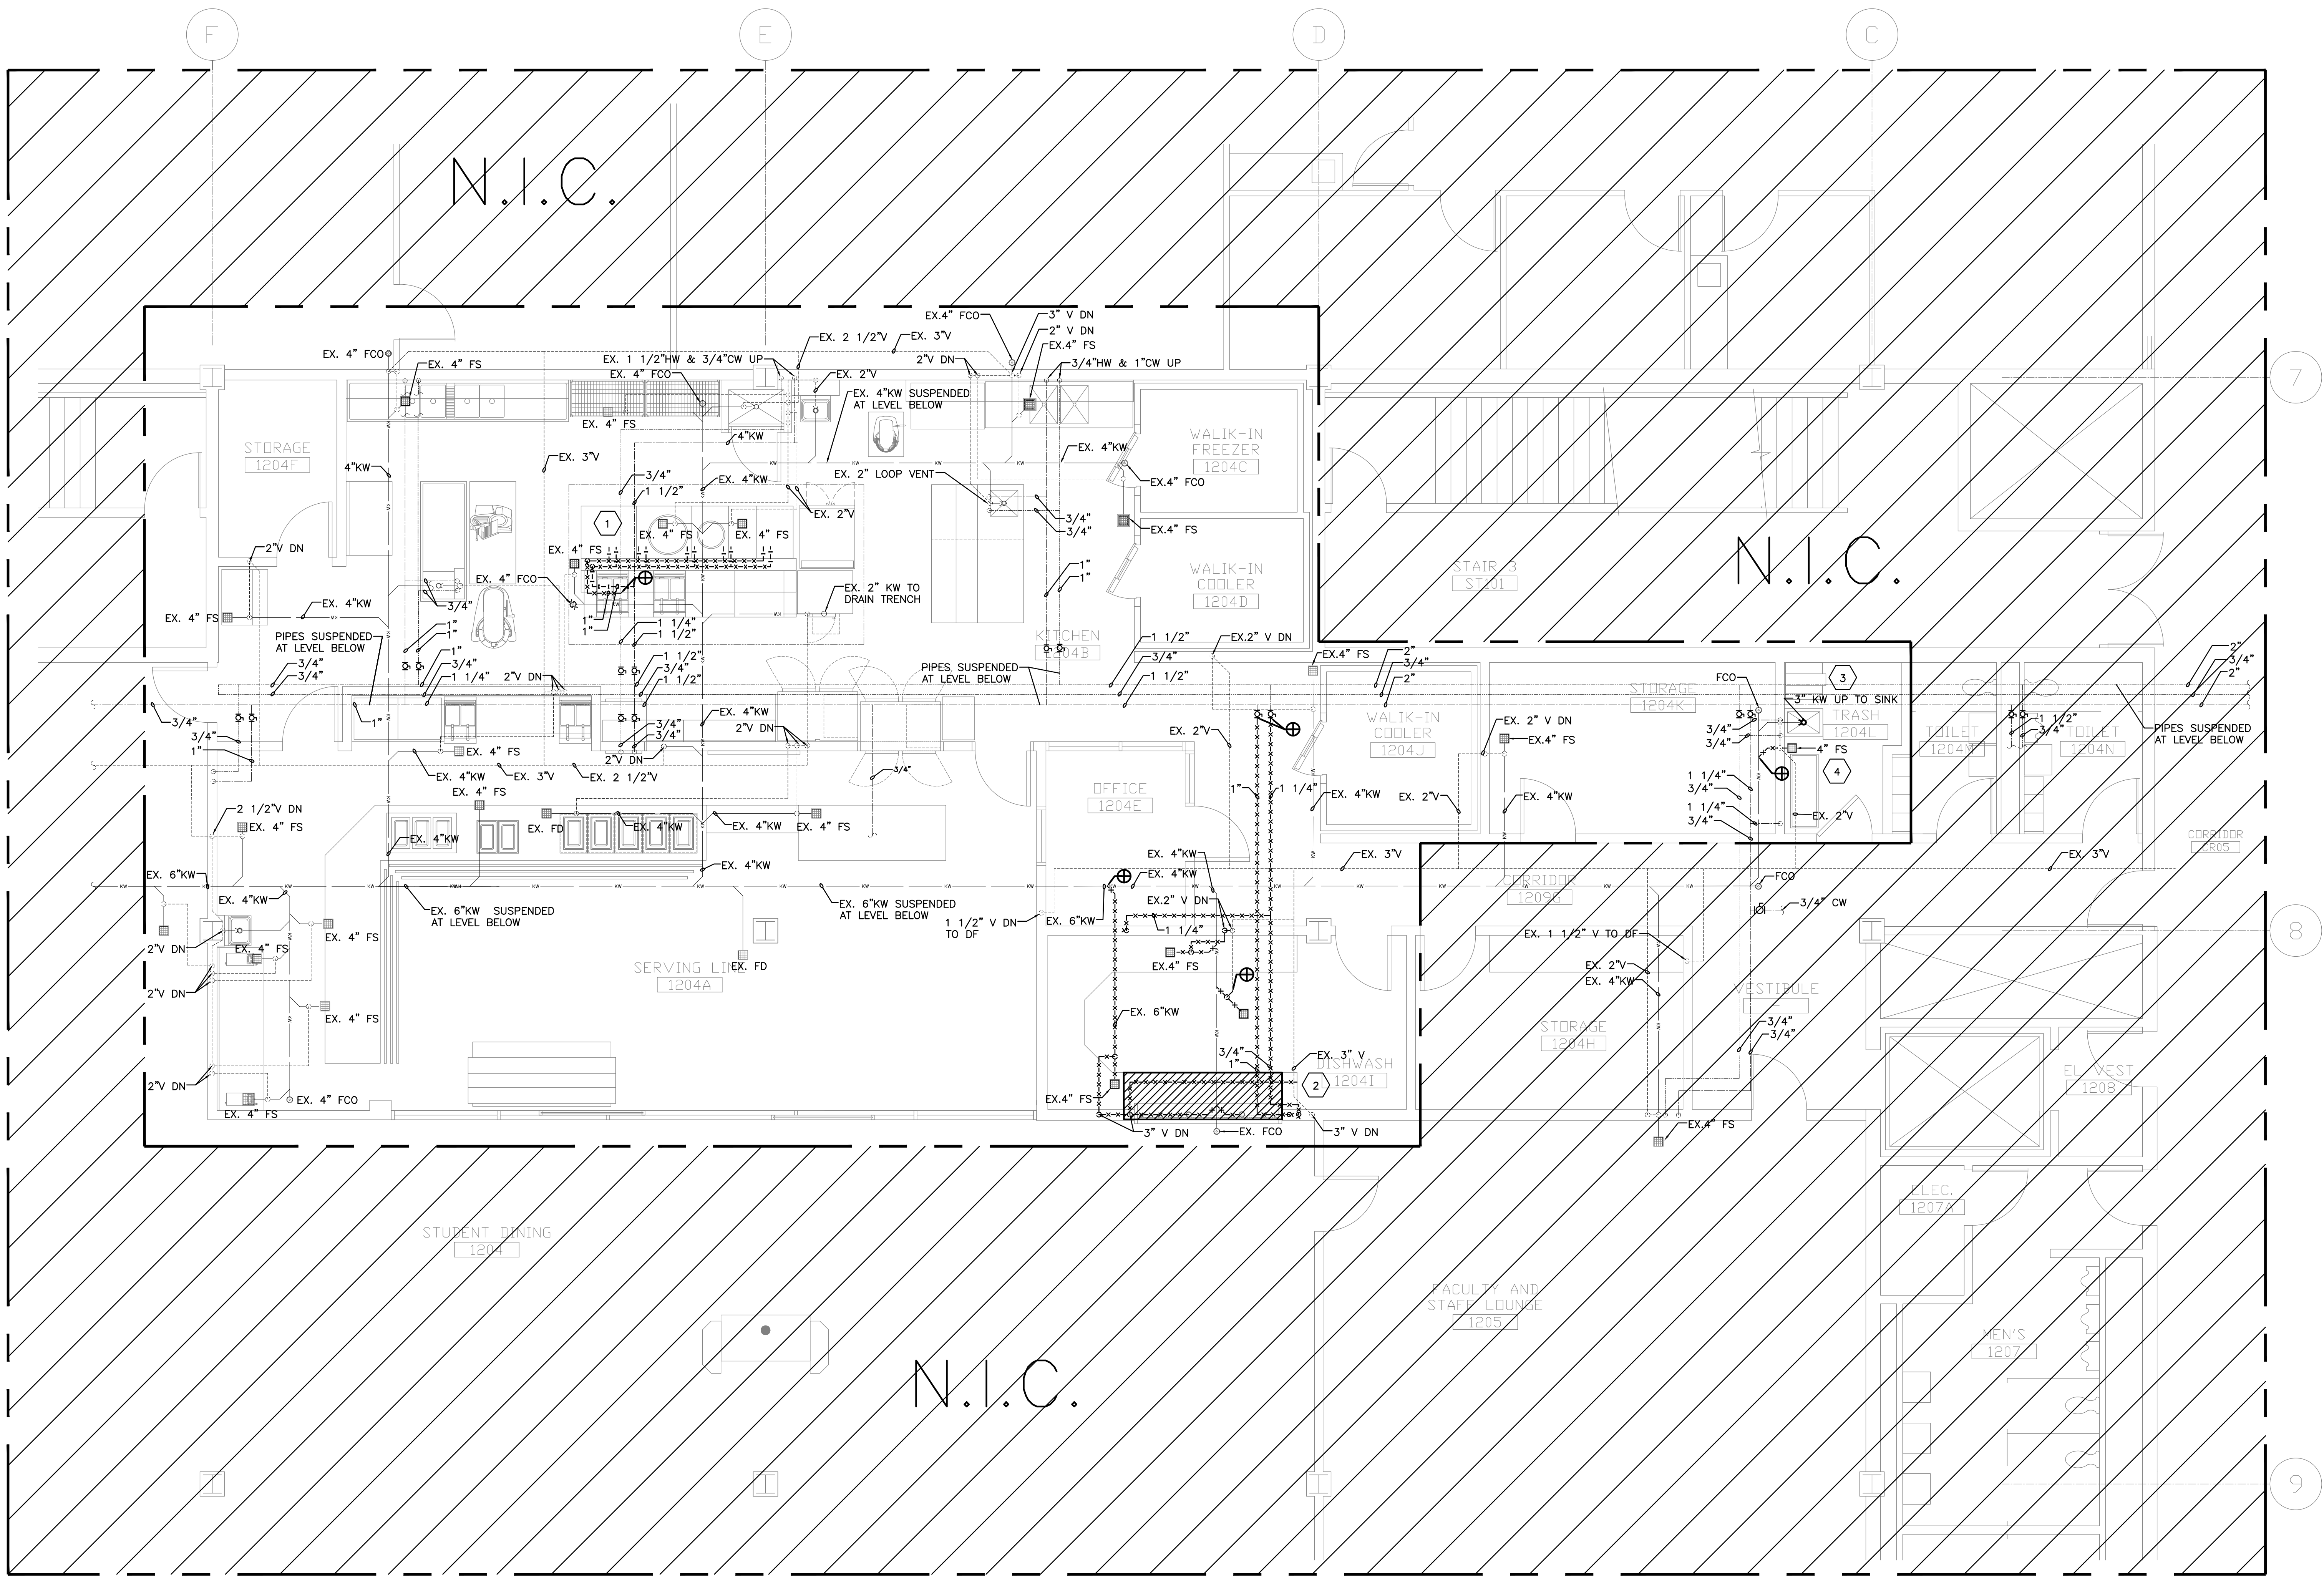 F
E
D
C
N.I.C.
EX.4" FCO
3" V DN
2" V DN
EX.4" FS
EX. 2 1/2"V
EX. 3"V
EX. 4" FCO
EX. 4" FS
EX. 1 1/2"HW & 3/4"CW UP
EX. 4" FCO
2"V DN
3/4"HW & 1"CW UP
EX. 2"V
EX. 4"KW SUSPENDED
AT LEVEL BELOW
7
EX. 4" FS
4"KW
STORAGE
1204F
WALIK-IN
FREEZER
1204C
EX. 4"KW
4"KW
EX. 3"V
3/4"
1 1/2"
EX. 4"KW
EX. 2" LOOP VENT
EX.4" FCO
EX. 2"V
1
3/4"
3/4"
EX.4" FS
EX. 4" FS
EX. 4" FS
EX. 4" FS
2"V DN
N.I.C.
EX. 4" FCO
3/4"
WALIK-IN
COOLER
1204D
STAIR 3
ST101
1"
1"
EX. 2" KW TO
DRAIN TRENCH
EX. 4" FS
EX. 4"KW
1"
1"
1 1/4"
1 1/2"
1"
1"
PIPES SUSPENDED
AT LEVEL BELOW
KITCHEN
1204B
1 1/2"
3/4"
1 1/2"
EX.2" V DN
EX.4" FS
2"
3/4"
2"
3/4"
3/4"
1"
3/4"
1 1/4"
2"V DN
1 1/2"
3/4"
1 1/2"
PIPES SUSPENDED
AT LEVEL BELOW
STORAGE
1204K
FCO
3
3" KW UP TO SINK
TRASH
1204L
2"
3/4"
2"
3/4"
1"
3/4"
1"
EX. 4"KW
2"V DN
3/4"
3/4"
2"V DN
EX. 4" FS
EX. 4"KW
EX. 3"V
EX. 2 1/2"V
3/4"
EX. 2"V
WALIK-IN
COOLER
1204J
EX. 2" V DN
EX.4" FS
3/4"
3/4"
4" FS
4
TOILET
1204M
TOILET
1204N
1 1/2"
3/4"
PIPES SUSPENDED
AT LEVEL BELOW
OFFICE
1204E
1"
1 1/4"
EX. 4"KW
EX. 2"V
EX. 4"KW
1 1/4"
3/4"
1 1/4"
3/4"
EX. 2"V
2 1/2"V DN
EX. 4" FS
EX. 4" FS
EX. FD
EX. 4"KW
EX. 4"KW
EX. 4" FS
EX. 4"KW
EX. 4"KW
CORRIDOR
CR05
EX. 6"KW
EX. 4"KW
EX. 6"KW SUSPENDED
AT LEVEL BELOW
EX. 6"KW SUSPENDED
AT LEVEL BELOW
EX. 4"KW
EX. 4"KW
EX.2" V DN
EX. 6"KW
1 1/2" V DN
TO DF
1 1/4"
EX. 3"V
CORRIDOR
1209G
FCO
3/4" CW
EX. 3"V
8
2"V DN
EX. 4" FS
EX. 4" FS
2"V DN
EX. 4" FS
SERVING LINE
1204A
EX. FD
EX.4" FS
EX. 1 1/2" V TO DF
EX. 2"V
EX. 4"KW
VESTIBULE
EX. 6"KW
STORAGE
1204H
3/4"
3/4"
3/4"
1"
EX. 3" V
DISHWASH
1204I
2
EL VEST
1208
2"V DN
EX. 4" FS
EX. 4" FCO
EX.4" FS
3" V DN
EX. FCO
3" V DN
EX.4" FS
STUDENT DINING
1204
ELEC.
1207A
FACULTY AND
STAFF LOUNGE
1205
MEN'S
1207
N.I.C.
9